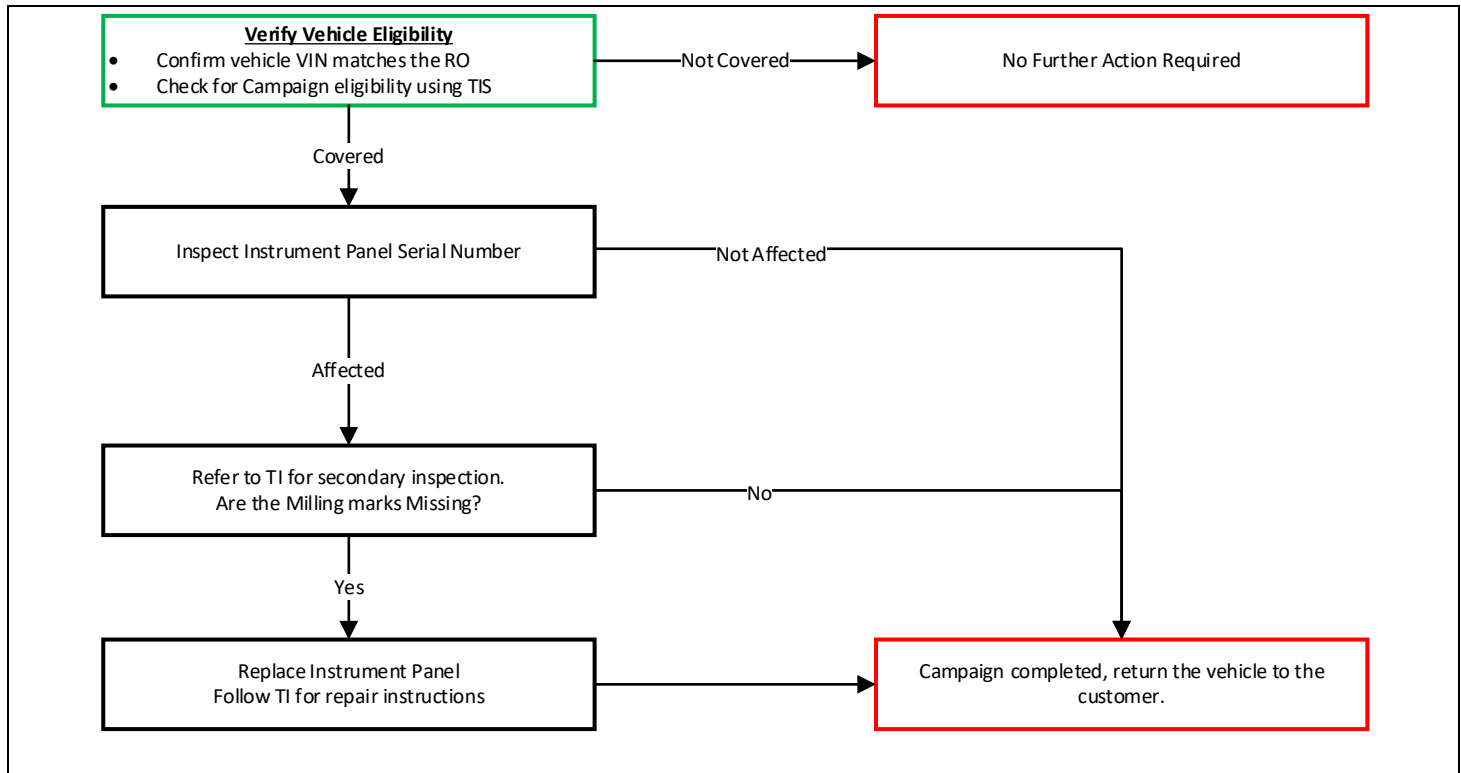 Verify Vehicle Eligibility
• Confirm vehicle VIN matches the RO
• Check for Campaign eligibility using TIS
Not Covered
No Further Action Required
Covered
Inspect Instrument Panel Serial Number
Not Affected
Affected
Refer to TI for secondary inspection.
Are the Milling marks Missing?
No
Yes
Replace Instrument Panel
Follow TI for repair instructions
Campaign completed, return the vehicle to the
customer.